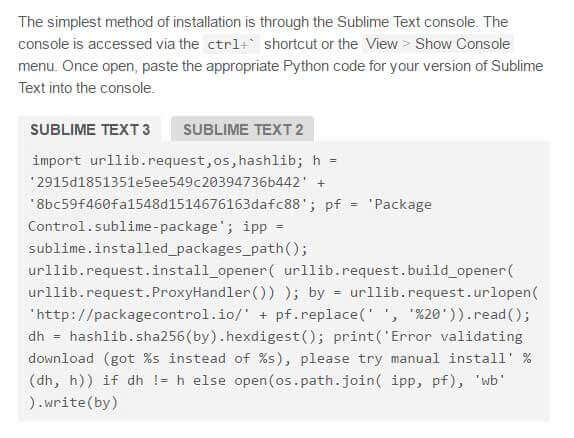 The simplest method of installation is through the Sublime Text console. The
console is accessed via the ctrl+` shortcut or the View > Show Console
menu. Once open, paste the appropriate Python code for your version of Sublime
Text into the console.
SUBLIME TEXT 3 SUBLIME TEXT 2
import urllib.request,os,hashlib; h =
'2915d1851351e5ee549c20394736b442' +
'8bc59f460fa1548d1514676163dafc88'; pf = 'Package
Control.sublime-package'; ipp =
sublime.installed_packages_path();
urllib.request.install_opener( urllib.request.build_opener(
urllib.request.ProxyHandler()) ); by = urllib.request.urlopen(
'http://packagecontrol.io/' + pf.replace(' ', '%20')).read();
dh = hashlib.sha256(by).hexdigest(); print('Error validating
download (got %s instead of %s), please try manual install' %
(dh, h)) if dh != h else open(os.path.join( ipp, pf), 'wb'
).write(by)